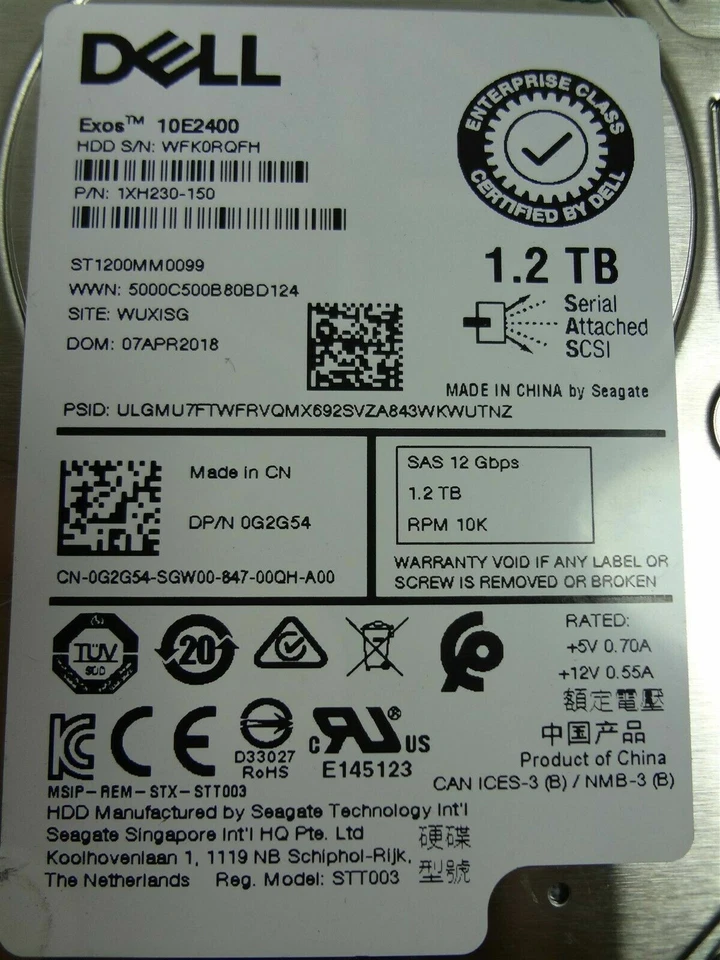 DELL
ENTERPRISE CLASS
CERTIFIED BY DELL
Exos™ 10E2400
HDD S/N: WFK0RQFH
P/N: 1XH230-150
ST1200MM0099
WWN: 5000C500B80BD124
SITE: WUXISG
DOM: 07APR2018
1.2 TB
Serial
Attached
SCSI
MADE IN CHINA by Seagate
PSID: ULGMU7FTWFRVQMX692SVZA843WKWUTNZ
Made in CN
DP/N 0G2G54
CN-0G2G54-SGW00-847-00QH-A00
SAS 12 Gbps
1.2 TB
RPM 10K
WARRANTY VOID IF ANY LABEL OR
SCREW IS REMOVED OR BROKEN
TÜV
SÜD
20
RATED:
+5V 0.70A
+12V 0.55A
額定電壓
KC CE
D33027
RoHS
c RU ® US
E145123
中国产品
Product of China
CAN ICES-3 (B) / NMB-3 (B)
MSIP-REM-STX-STT003
HDD Manufactured by Seagate Technology Int'l
Seagate Singapore Int'l HQ Pte. Ltd
Koolhovenlaan 1, 1119 NB Schiphol-Rijk,
The Netherlands Reg. Model: STT003
硬碟
型號